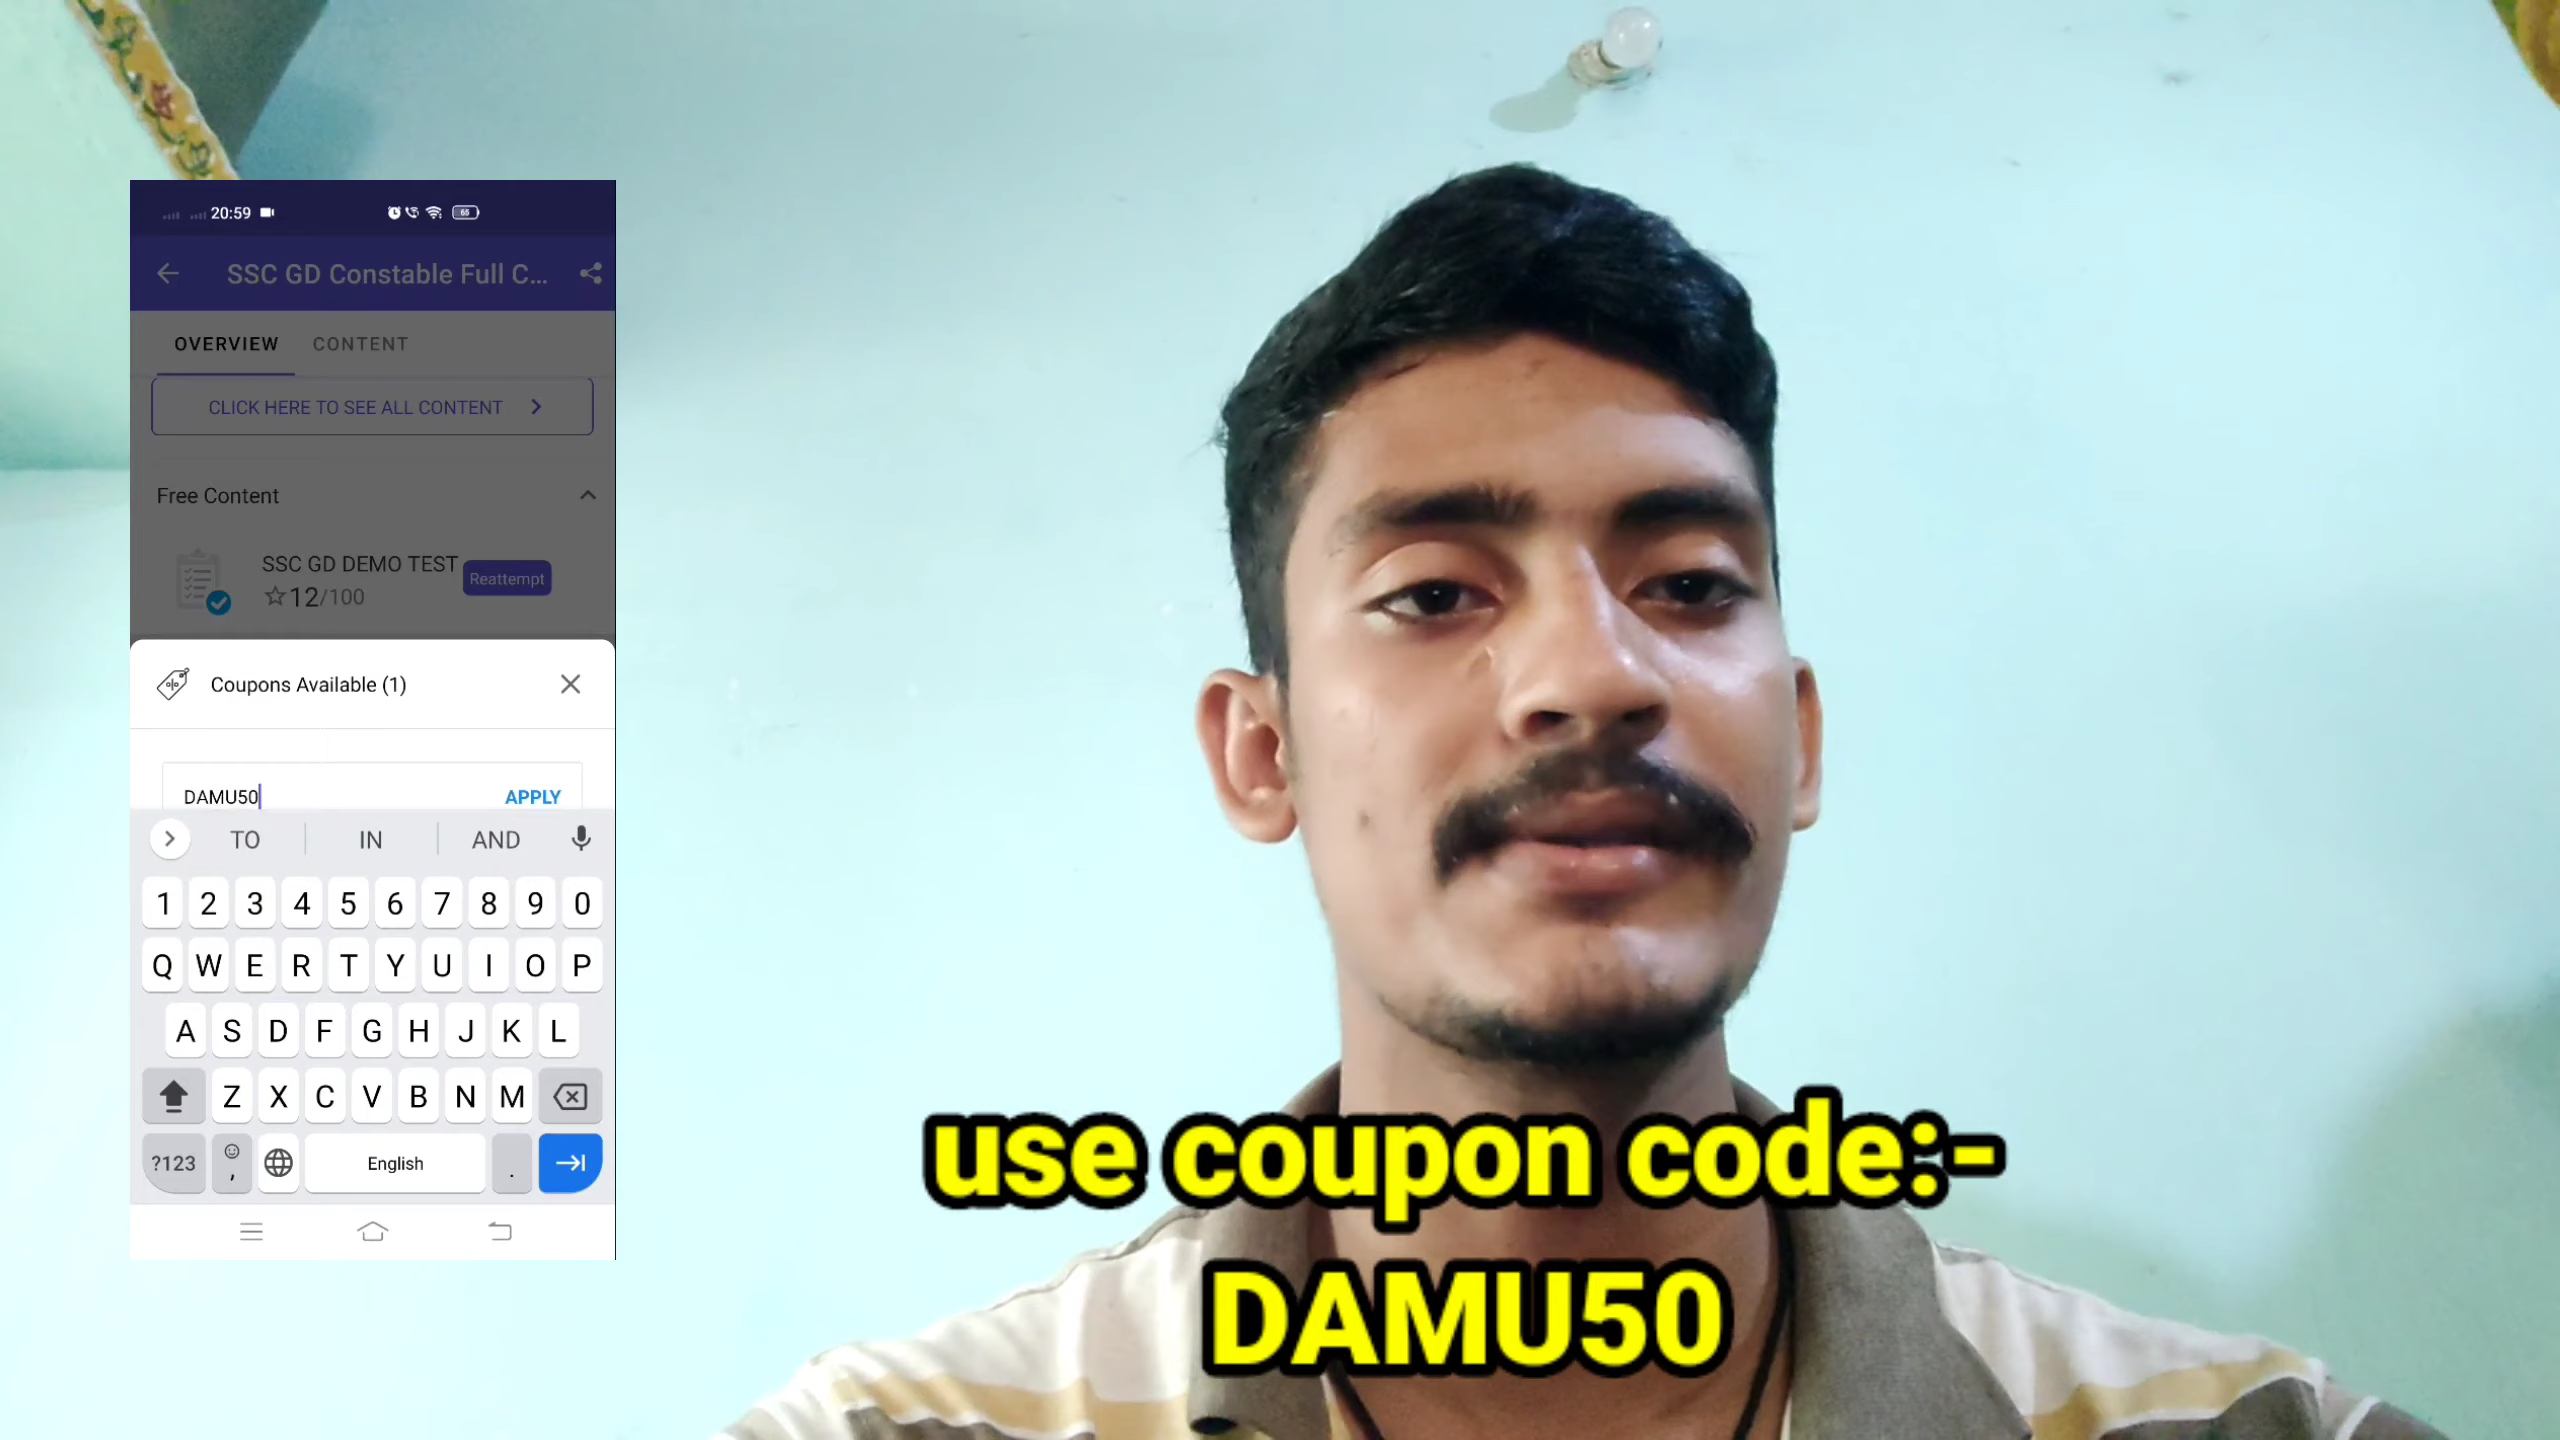 20:59
65
SSC GD Constable Full C...
OVERVIEW CONTENT
CLICK HERE TO SEE ALL CONTENT
Free Content
SSC GD DEMO TEST
Reattempt
12/100
Coupons Available (1)
DAMU50 APPLY
TO IN AND
1 2 3 4 5 6 7 8 9 0
Q W E R T Y U I O P
A S D F G H J K L
Z X C V B N M
?123 , English .
use coupon code:-
DAMU50